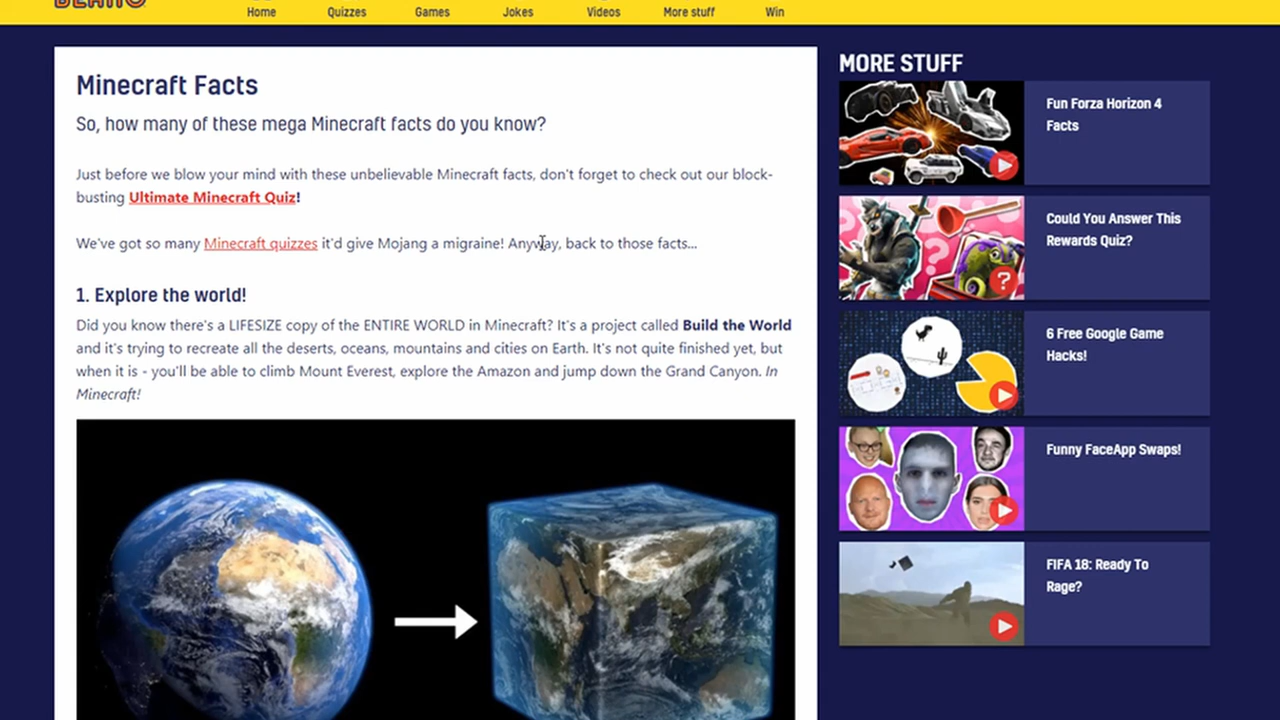 BEANO
Home
Quizzes
Games
Jokes
Videos
More stuff
Win
Minecraft Facts
So, how many of these mega Minecraft facts do you know?
Just before we blow your mind with these unbelievable Minecraft facts, don't forget to check out our block-
busting Ultimate Minecraft Quiz!
We've got so many Minecraft quizzes it'd give Mojang a migraine! Anyway, back to those facts...
1. Explore the world!
Did you know there's a LIFESIZE copy of the ENTIRE WORLD in Minecraft? It's a project called Build the World
and it's trying to recreate all the deserts, oceans, mountains and cities on Earth. It's not quite finished yet, but
when it is - you'll be able to climb Mount Everest, explore the Amazon and jump down the Grand Canyon. In
Minecraft!
MORE STUFF
Fun Forza Horizon 4
Facts
Could You Answer This
Rewards Quiz?
6 Free Google Game
Hacks!
Funny FaceApp Swaps!
FIFA 18: Ready To
Rage?